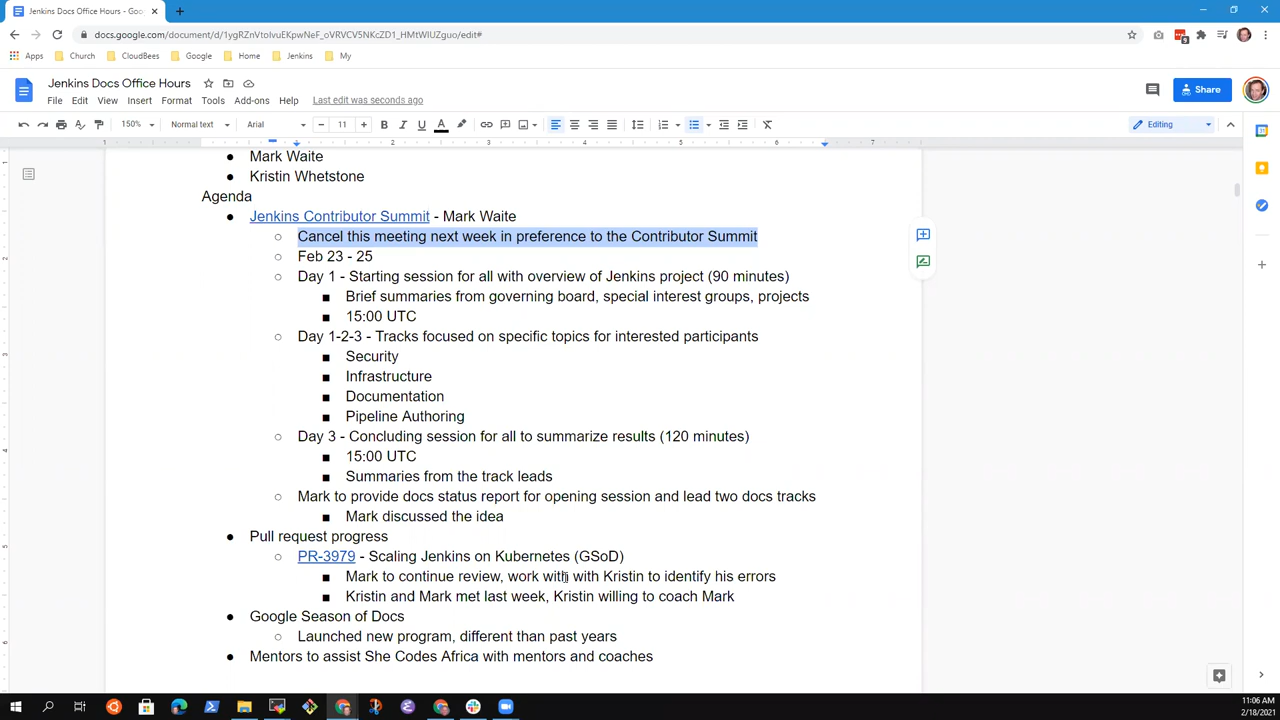 Jenkins Docs Office Hours - Goo
docs.google.com/document/d/1ygRZnVtoIvuEKpwNeF_oVRVCV5NKcZD1_HMtWIUZguo/edit#
Apps Church CloudBees Google Home Jenkins My
Jenkins Docs Office Hours
File Edit View Insert Format Tools Add-ons Help Last edit was seconds ago
Share
150% Normal text Arial 11 Editing
1 1 2 3 4 5 6 7
Mark Waite
Kristin Whetstone
Agenda
Jenkins Contributor Summit - Mark Waite
Cancel this meeting next week in preference to the Contributor Summit
Feb 23 - 25
Day 1 - Starting session for all with overview of Jenkins project (90 minutes)
Brief summaries from governing board, special interest groups, projects
15:00 UTC
Day 1-2-3 - Tracks focused on specific topics for interested participants
Security
Infrastructure
Documentation
Pipeline Authoring
Day 3 - Concluding session for all to summarize results (120 minutes)
15:00 UTC
Summaries from the track leads
Mark to provide docs status report for opening session and lead two docs tracks
Mark discussed the idea
Pull request progress
PR-3979 - Scaling Jenkins on Kubernetes (GSoD)
Mark to continue review, work with with Kristin to identify his errors
Kristin and Mark met last week, Kristin willing to coach Mark
Google Season of Docs
Launched new program, different than past years
Mentors to assist She Codes Africa with mentors and coaches
11:06 AM
2/18/2021